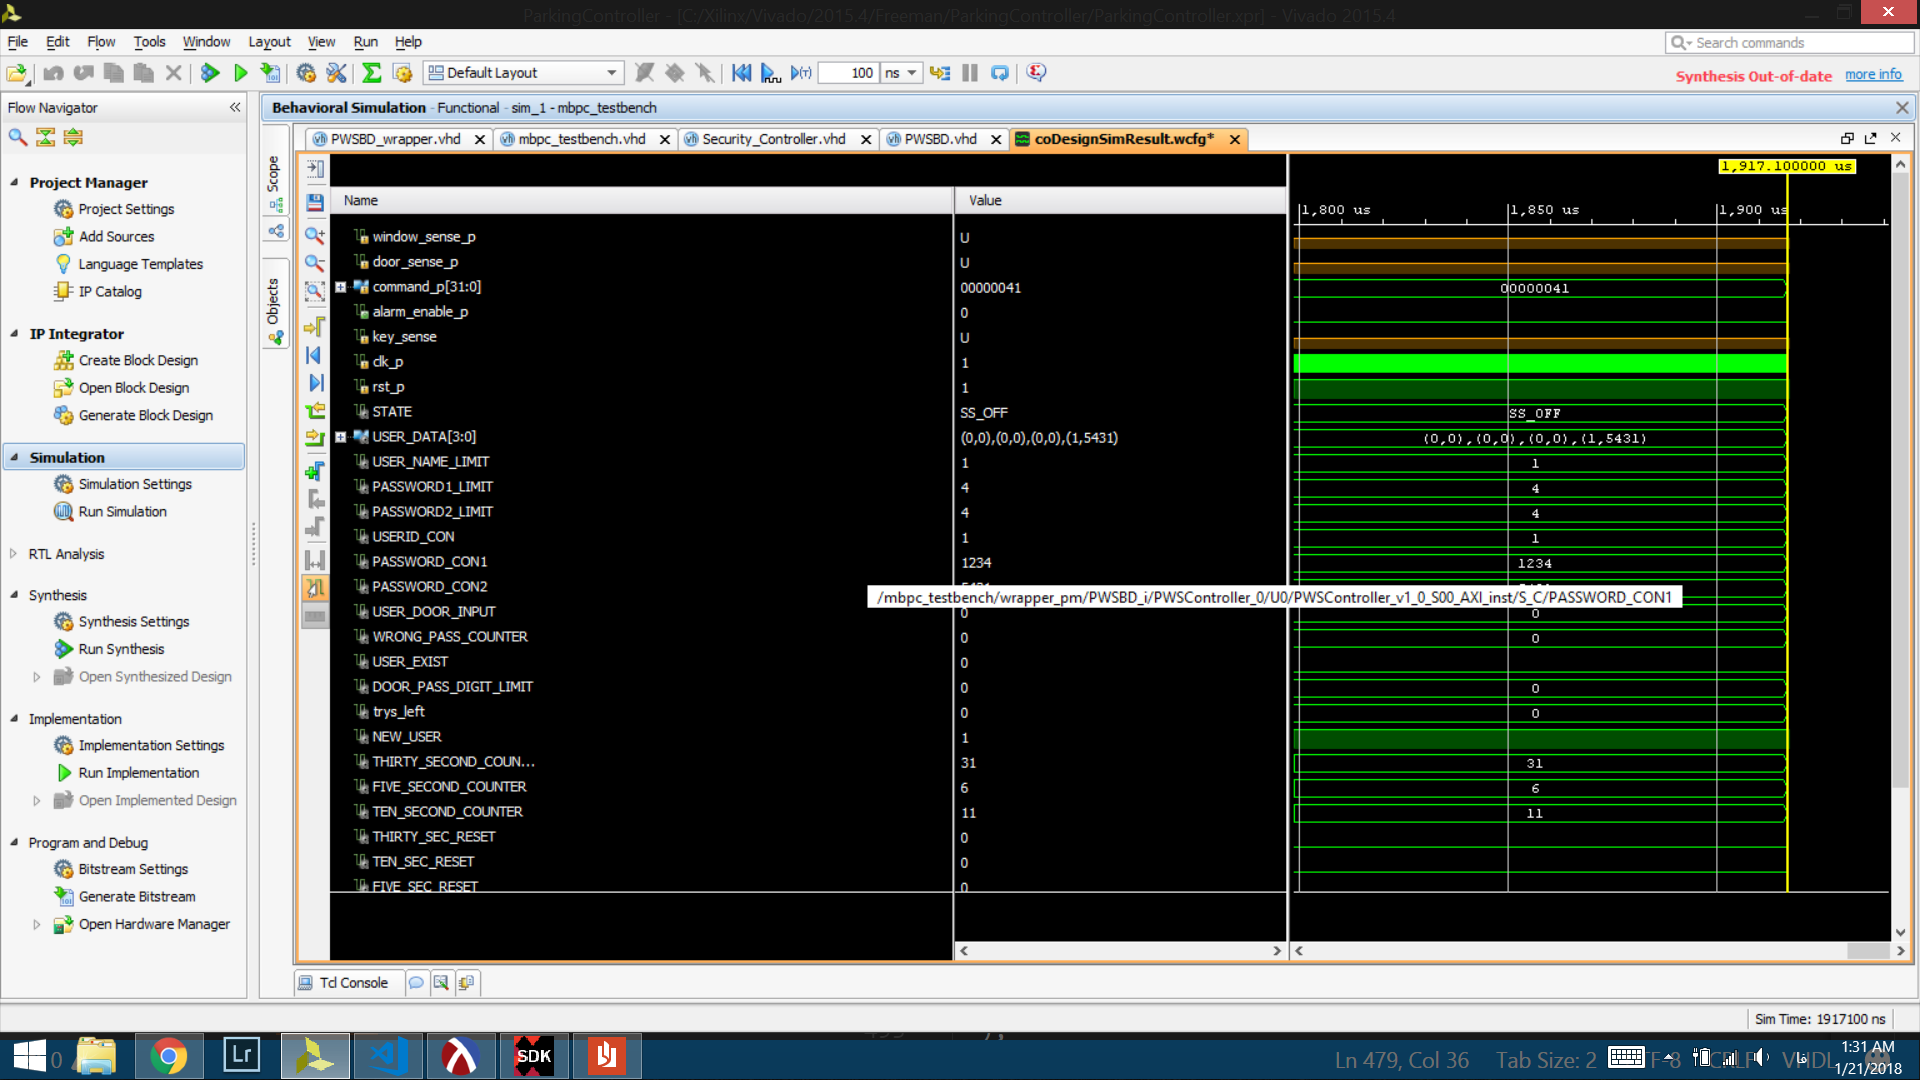 ParkingController - [C:/Xilinx/Vivado/2015.4/Freeman/ParkingController/ParkingController.xpr] - Vivado 2015.4
File Edit Flow Tools Window Layout View Run Help
Search commands
Default Layout
100 ns
Synthesis Out-of-date more info
Flow Navigator
Behavioral Simulation - Functional - sim_1 - mbpc_testbench
PWSBD_wrapper.vhd mbpc_testbench.vhd Security_Controller.vhd PWSBD.vhd coDesignSimResult.wcfg*
Project Manager
Project Settings
Add Sources
Language Templates
IP Catalog
IP Integrator
Create Block Design
Open Block Design
Generate Block Design
Simulation
Simulation Settings
Run Simulation
RTL Analysis
Synthesis
Synthesis Settings
Run Synthesis
Open Synthesized Design
Implementation
Implementation Settings
Run Implementation
Open Implemented Design
Program and Debug
Bitstream Settings
Generate Bitstream
Open Hardware Manager
Scope
Objects
1,917.100000 us
Name Value
1,800 us 1,850 us 1,900 us
window_sense_p U
door_sense_p U
command_p[31:0] 00000041 00000041
alarm_enable_p 0
key_sense U
clk_p 1
rst_p 1
STATE SS_OFF SS_OFF
USER_DATA[3:0] (0,0),(0,0),(0,0),(1,5431) (0,0),(0,0),(0,0),(1,5431)
USER_NAME_LIMIT 1 1
PASSWORD1_LIMIT 4 4
PASSWORD2_LIMIT 4 4
USERID_CON 1 1
PASSWORD_CON1 1234 1234
PASSWORD_CON2
/mbpc_testbench/wrapper_pm/PWSBD_i/PWSController_0/U0/PWSController_v1_0_S00_AXI_inst/S_C/PASSWORD_CON1
USER_DOOR_INPUT 0 0
WRONG_PASS_COUNTER 0 0
USER_EXIST 0
DOOR_PASS_DIGIT_LIMIT 0 0
trys_left 0 0
NEW_USER 1
THIRTY_SECOND_COUN... 31 31
FIVE_SECOND_COUNTER 6 6
TEN_SECOND_COUNTER 11 11
THIRTY_SEC_RESET 0
TEN_SEC_RESET 0
FIVE_SEC_RESET 0
Tcl Console
Sim Time: 1917100 ns
Lr
SDK
Ln 479, Col 36 Tab Size: 2 VHDL
1:31 AM
1/21/2018